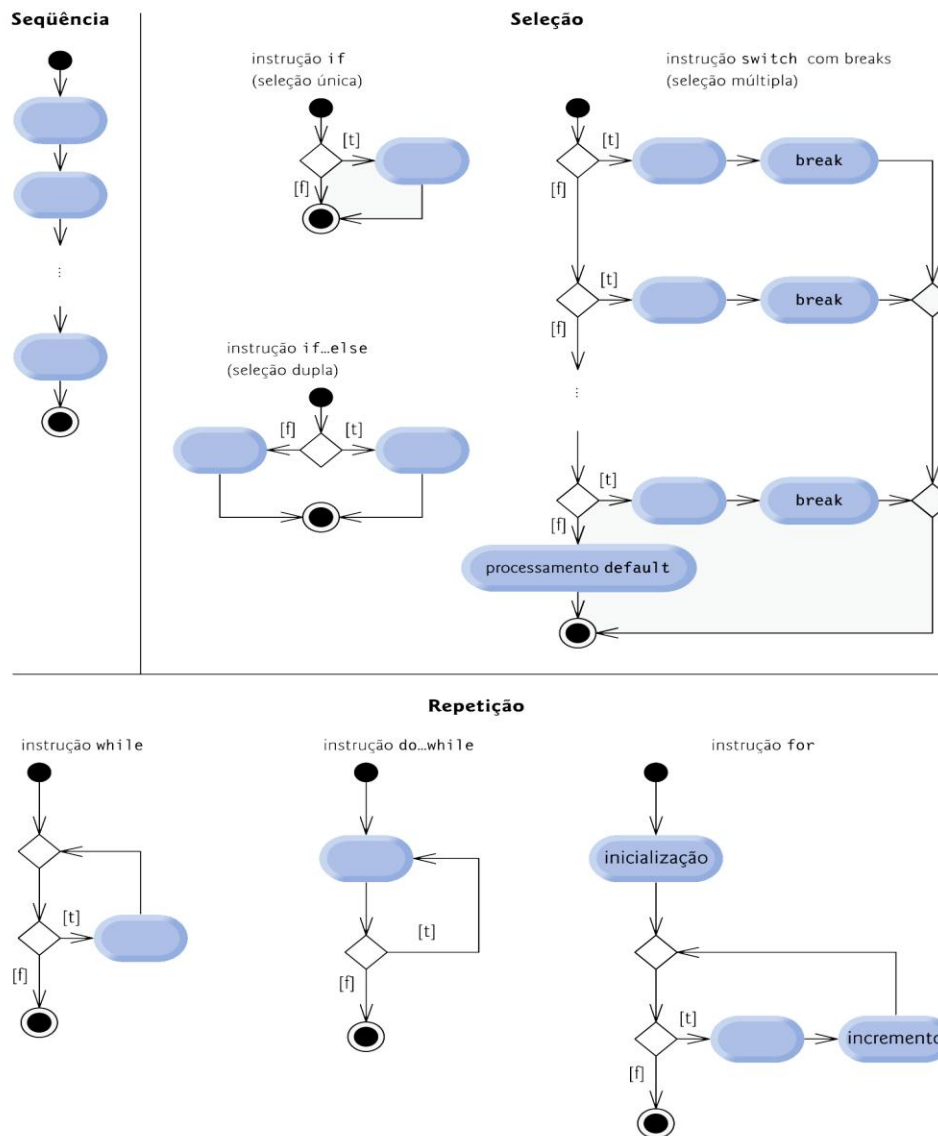 Seqüência
Seleção
instrução if
(seleção única)
[t]
[f]
instrução if…else
(seleção dupla)
[f]
[t]
instrução switch com breaks
(seleção múltipla)
[t]
break
[f]
[t]
break
[f]
⋮
⋮
[t]
break
[f]
processamento default
Repetição
instrução while
[t]
[f]
instrução do…while
[t]
[f]
instrução for
inicialização
[t]
incremento
[f]